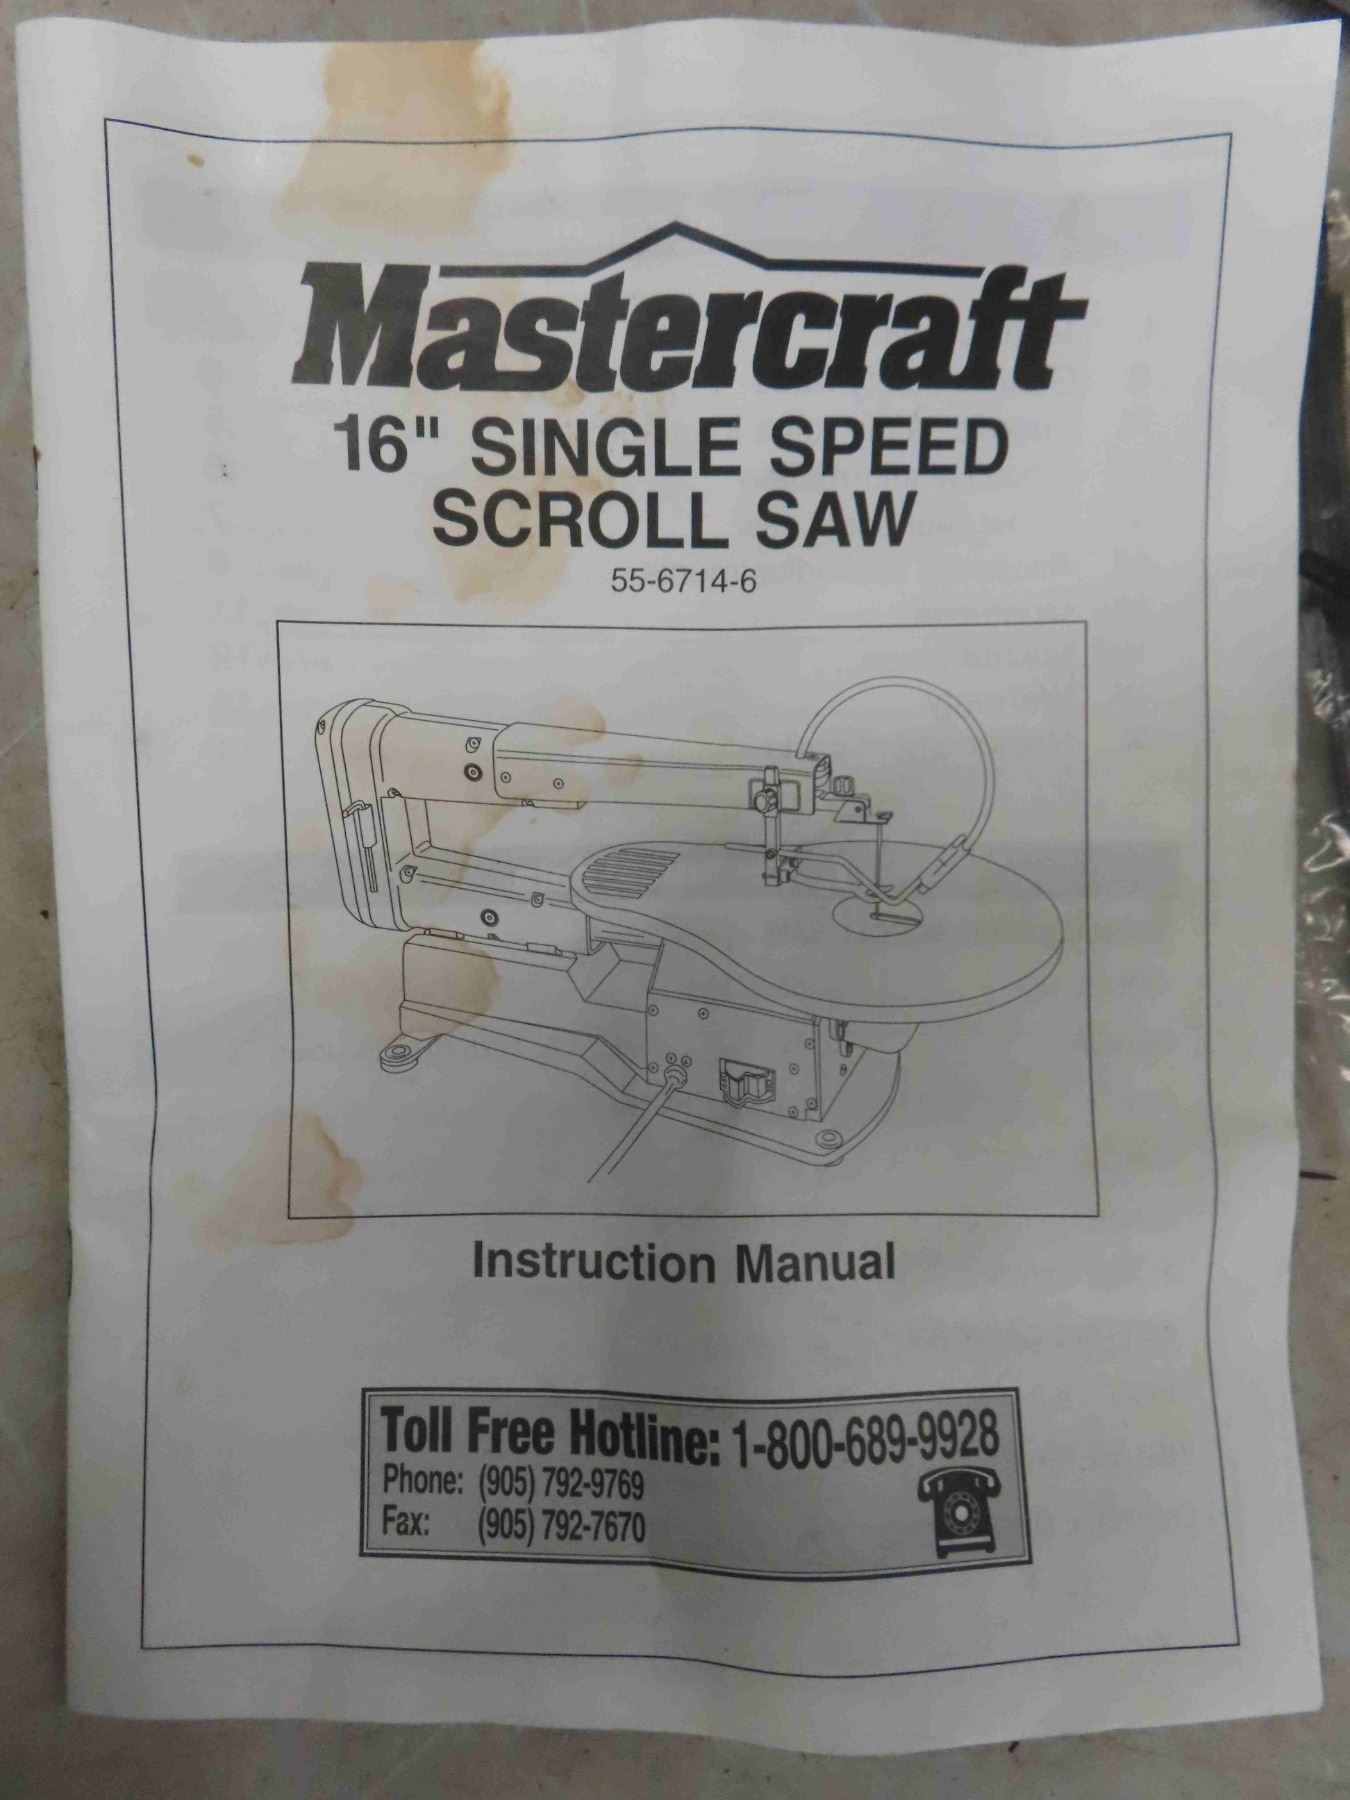 Mastercraft
16" SINGLE SPEED
SCROLL SAW
55-6714-6
Instruction Manual
Toll Free Hotline: 1-800-689-9928
Phone: (905) 792-9769
Fax: (905) 792-7670